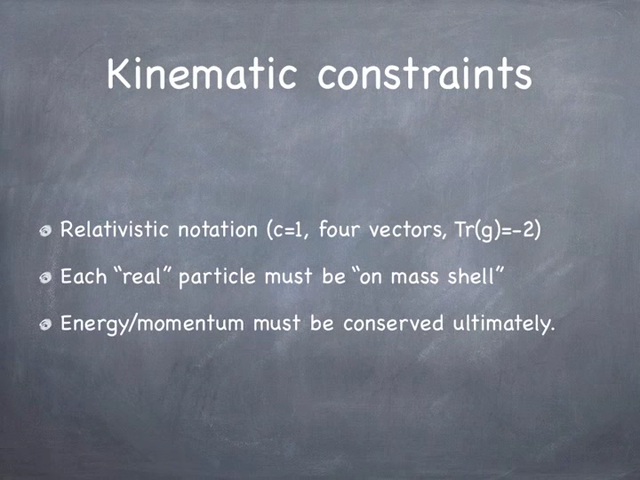 Kinematic constraints
Relativistic notation (c=1, four vectors, Tr(g)=-2)
Each “real” particle must be “on mass shell”
Energy/momentum must be conserved ultimately.